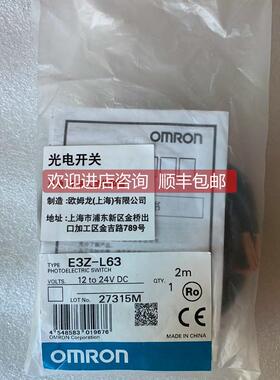 OMRON
光电开关
欢迎进店咨询 顺丰包邮
制造:欧姆龙(上海)有限公司
地址:上海市浦东新区金桥出
口加工区金吉路789号
TYPE E3Z-L63 2m
PHOTOELECTRIC SWITCH
VOLTS. 12 to 24V DC QTY. 1
LOT No 27315M
4 548583 019676
OMRON Corporation
OMRON